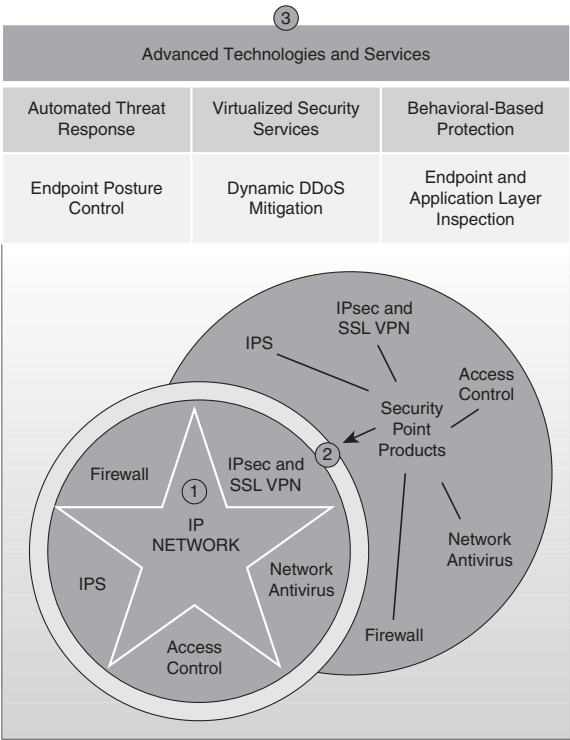 3
Advanced Technologies and Services
Automated Threat
Response
Virtualized Security
Services
Behavioral-Based
Protection
Endpoint Posture
Control
Dynamic DDoS
Mitigation
Endpoint and
Application Layer
Inspection
IPsec and
SSL VPN
IPS
Access
Control
Security
Point
Products
2
Network
Antivirus
Firewall
Firewall
IPsec and
SSL VPN
1
IP
NETWORK
IPS
Network
Antivirus
Access
Control